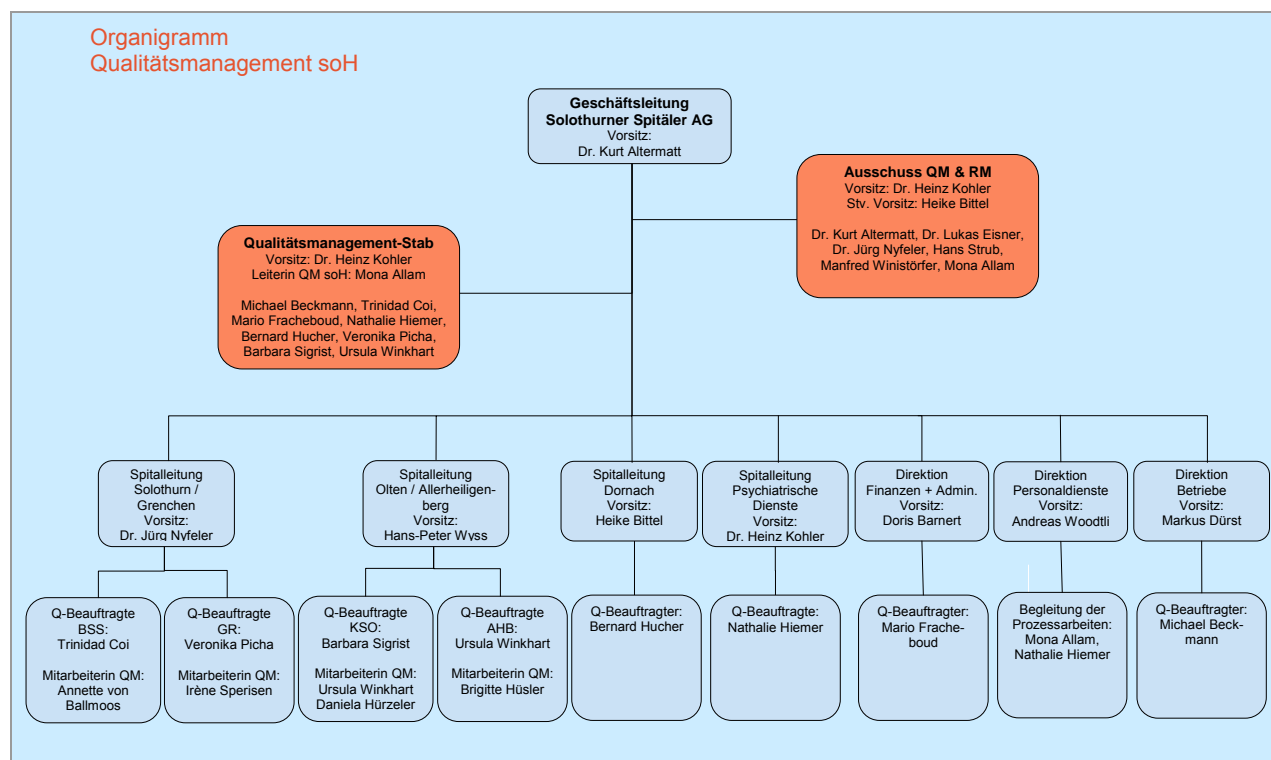 Organigramm
Qualitätsmanagement soH
Geschäftsleitung
Solothurner Spitäler AG
Vorsitz:
Dr. Kurt Altermatt
Ausschuss QM & RM
Vorsitz: Dr. Heinz Kohler
Stv. Vorsitz: Heike Bittel
Dr. Kurt Altermatt, Dr. Lukas Eisner,
Dr. Jürg Nyfeler, Hans Strub,
Manfred Winistörfer, Mona Allam
Qualitätsmanagement-Stab
Vorsitz: Dr. Heinz Kohler
Leiterin QM soH: Mona Allam
Michael Beckmann, Trinidad Coi,
Mario Fracheboud, Nathalie Hiemer,
Bernard Hucher, Veronika Picha,
Barbara Sigrist, Ursula Winkhart
Spitalleitung
Solothurn /
Grenchen
Vorsitz:
Dr. Jürg Nyfeler
Spitalleitung
Olten / Allerheiligen-
berg
Vorsitz:
Hans-Peter Wyss
Spitalleitung
Dornach
Vorsitz:
Heike Bittel
Spitalleitung
Psychiatrische
Dienste
Vorsitz:
Dr. Heinz Kohler
Direktion
Finanzen + Admin.
Vorsitz:
Doris Barnert
Direktion
Personaldienste
Vorsitz:
Andreas Woodtli
Direktion
Betriebe
Vorsitz:
Markus Dürst
Q-Beauftragte
BSS:
Trinidad Coi
Mitarbeiterin QM:
Annette von
Ballmoos
Q-Beauftragte
GR:
Veronika Picha
Mitarbeiterin QM:
Irène Sperisen
Q-Beauftragte
KSO:
Barbara Sigrist
Mitarbeiterin QM:
Ursula Winkhart
Daniela Hürzeler
Q-Beauftragte
AHB:
Ursula Winkhart
Mitarbeiterin QM:
Brigitte Hüsler
Q-Beauftragter:
Bernard Hucher
Q-Beauftragte:
Nathalie Hiemer
Q-Beauftragter:
Mario Frache-
boud
Begleitung der
Prozessarbeiten:
Mona Allam,
Nathalie Hiemer
Q-Beauftragter:
Michael Beck-
mann